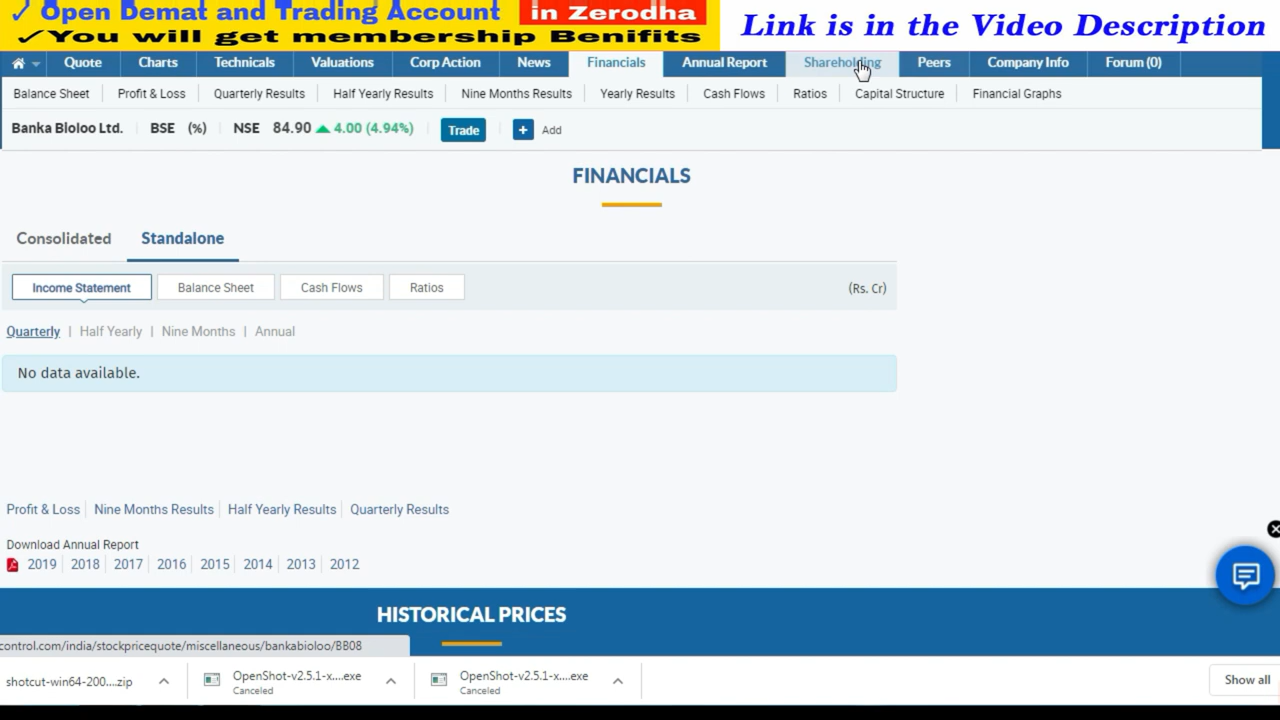 ✓ Open Demat and Trading Account in Zerodha
✓You will get membership Benifits
Link is in the Video Description
Quote Charts Technicals Valuations Corp Action News Financials Annual Report Shareholding Peers Company Info Forum (0)
Balance Sheet Profit & Loss Quarterly Results Half Yearly Results Nine Months Results Yearly Results Cash Flows Ratios Capital Structure Financial Graphs
Banka Bioloo Ltd. BSE (%) NSE 84.90 4.00 (4.94%) Trade + Add
FINANCIALS
Consolidated Standalone
Income Statement Balance Sheet Cash Flows Ratios (Rs. Cr)
Quarterly | Half Yearly | Nine Months | Annual
No data available.
Profit & Loss Nine Months Results Half Yearly Results Quarterly Results
Download Annual Report
2019 2018 2017 2016 2015 2014 2013 2012
HISTORICAL PRICES
control.com/india/stockpricequote/miscellaneous/bankabioloo/BB08
shotcut-win64-200....zip OpenShot-v2.5.1-x....exe OpenShot-v2.5.1-x....exe Show all
Canceled Canceled